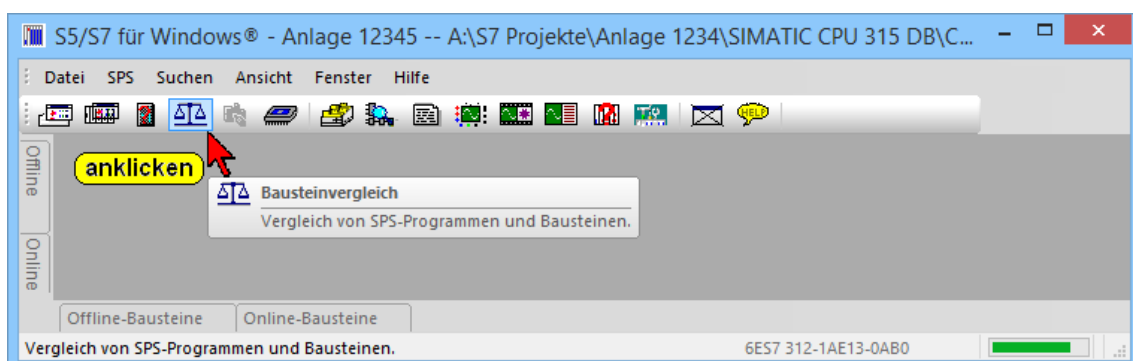 S5/S7 für Windows® - Anlage 12345 -- A:\S7 Projekte\Anlage 1234\SIMATIC CPU 315 DB\C...
Datei SPS Suchen Ansicht Fenster Hilfe
HELP
Offline
anklicken
Bausteinvergleich
Vergleich von SPS-Programmen und Bausteinen.
Online
Offline-Bausteine Online-Bausteine
Vergleich von SPS-Programmen und Bausteinen. 6ES7 312-1AE13-0AB0